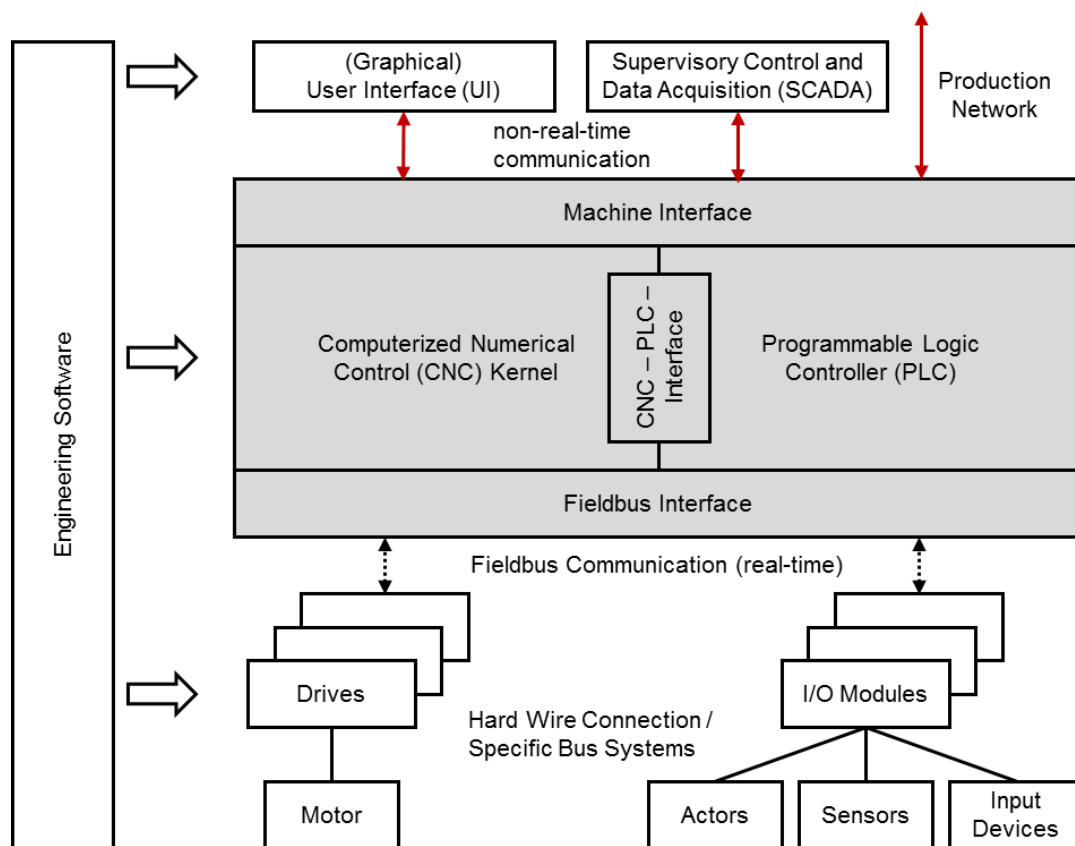 (Graphical)
User Interface (UI)
Supervisory Control and
Data Acquisition (SCADA)
Production
Network
non-real-time
communication
Machine Interface
Engineering Software
Computerized Numerical
Control (CNC) Kernel
CNC – PLC –
Interface
Programmable Logic
Controller (PLC)
Fieldbus Interface
Fieldbus Communication (real-time)
Drives
I/O Modules
Hard Wire Connection /
Specific Bus Systems
Motor
Actors
Sensors
Input
Devices